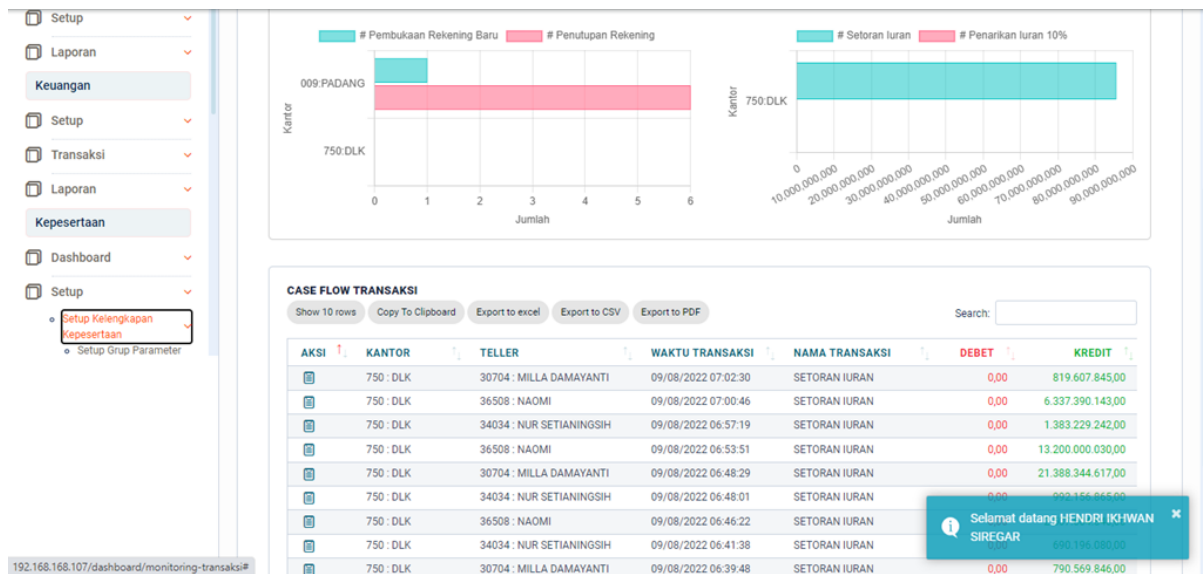 Setup
Laporan
Keuangan
Setup
Transaksi
Laporan
Kepesertaan
Dashboard
Setup
Setup Kelengkapan
Kepesertaan
Setup Grup Parameter
# Pembukaan Rekening Baru # Penutupan Rekening
Kantor
009:PADANG
750:DLK
0 1 2 3 4 5 6
Jumlah
# Setoran Iuran # Penarikan Iuran 10%
Kantor
750:DLK
0 10,000,000,000 20,000,000,000 30,000,000,000 40,000,000,000 50,000,000,000 60,000,000,000 70,000,000,000 80,000,000,000 90,000,000,000
Jumlah
CASE FLOW TRANSAKSI
Show 10 rows Copy To Clipboard Export to excel Export to CSV Export to PDF Search:
AKSI KANTOR TELLER WAKTU TRANSAKSI NAMA TRANSAKSI DEBET KREDIT
750 : DLK 30704 : MILLA DAMAYANTI 09/08/2022 07:02:30 SETORAN IURAN 0,00 819.607.845,00
750 : DLK 36508 : NAOMI 09/08/2022 07:00:46 SETORAN IURAN 0,00 6.337.390.143,00
750 : DLK 34034 : NUR SETIANINGSIH 09/08/2022 06:57:19 SETORAN IURAN 0,00 1.383.229.242,00
750 : DLK 36508 : NAOMI 09/08/2022 06:53:51 SETORAN IURAN 0,00 13.200.000.030,00
750 : DLK 30704 : MILLA DAMAYANTI 09/08/2022 06:48:29 SETORAN IURAN 0,00 21.388.344.617,00
750 : DLK 34034 : NUR SETIANINGSIH 09/08/2022 06:48:01 SETORAN IURAN 0,00 992.156.865,00
750 : DLK 36508 : NAOMI 09/08/2022 06:46:22 SETORAN IURAN
750 : DLK 34034 : NUR SETIANINGSIH 09/08/2022 06:41:38 SETORAN IURAN 0,00 690.196.080,00
750 : DLK 30704 : MILLA DAMAYANTI 09/08/2022 06:39:48 SETORAN IURAN 0,00 790.569.846,00
Selamat datang HENDRI IKHWAN
SIREGAR
192.168.168.107/dashboard/monitoring-transaksi#